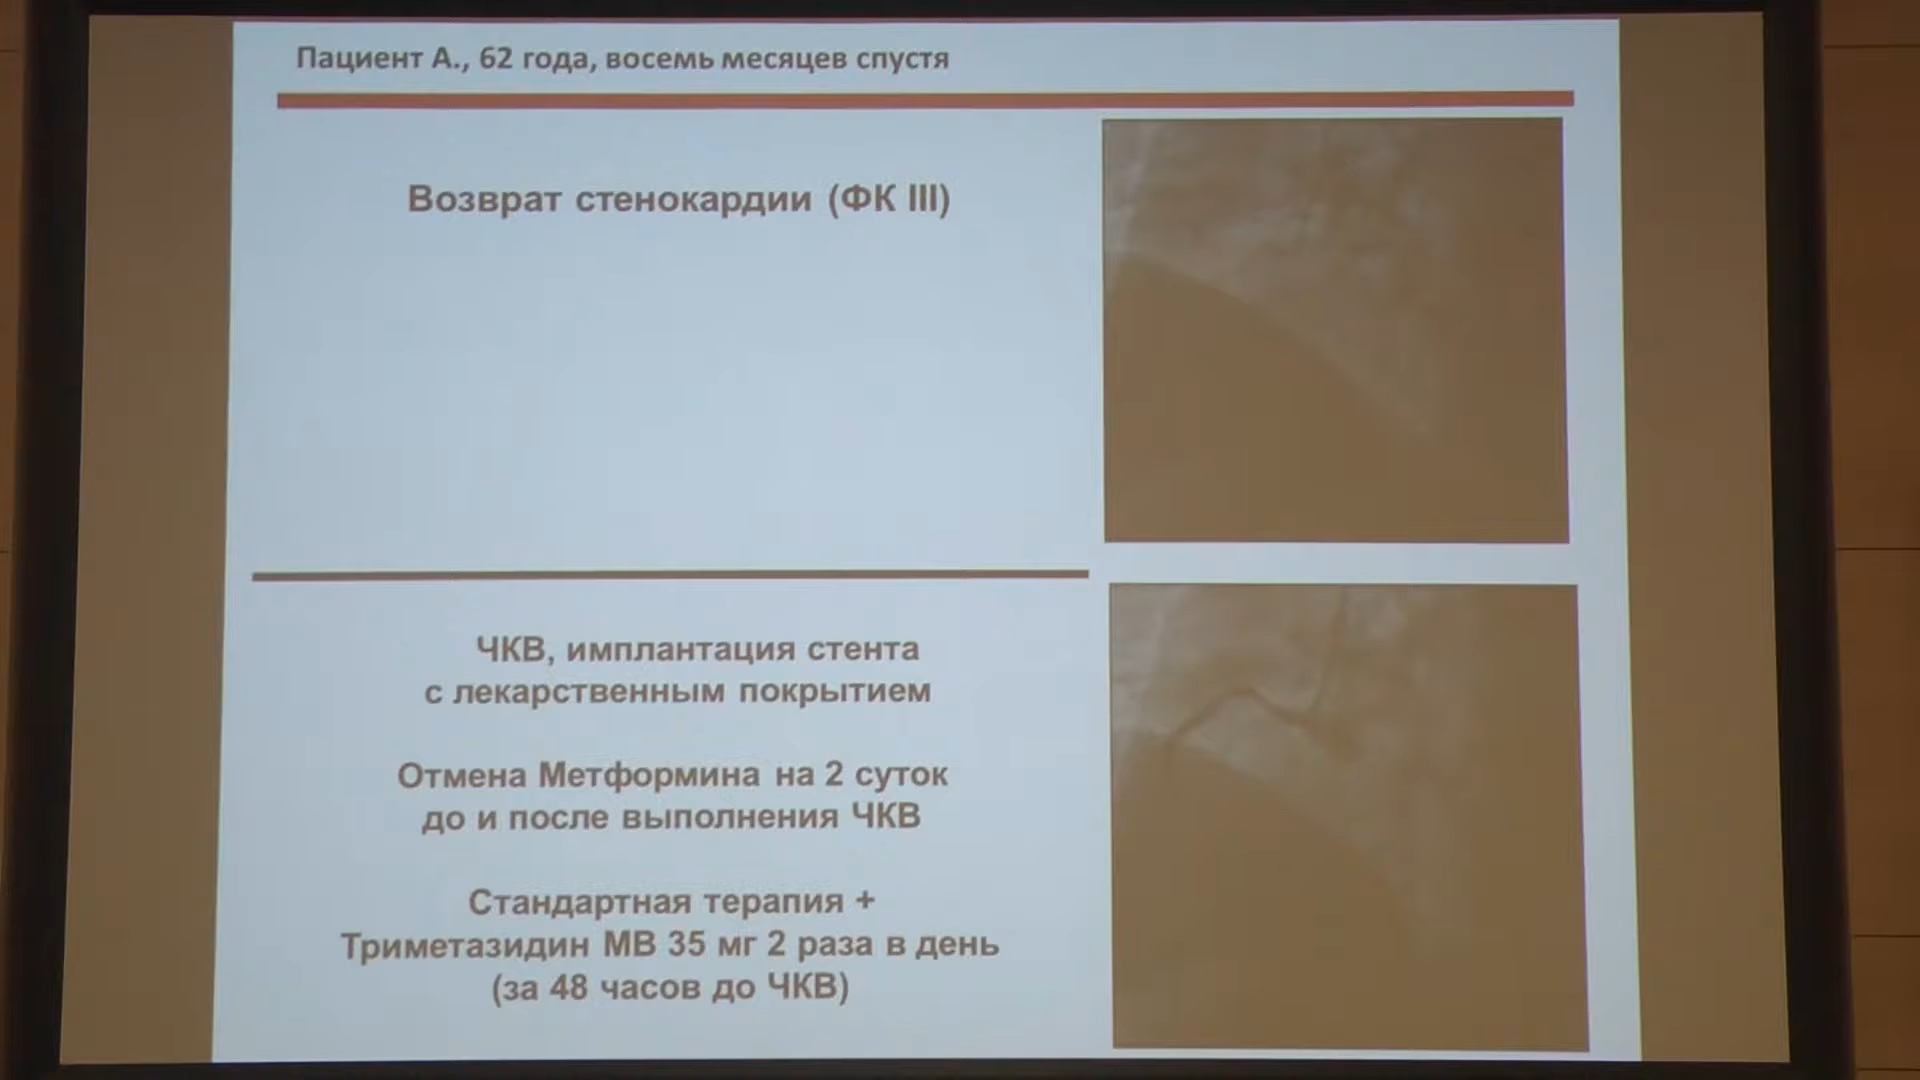 Пациент А., 62 года, восемь месяцев спустя
Возврат стенокардии (ФК III)
ЧКВ, имплантация стента
с лекарственным покрытием
Отмена Метформина на 2 суток
до и после выполнения ЧКВ
Стандартная терапия +
Триметазидин МВ 35 мг 2 раза в день
(за 48 часов до ЧКВ)